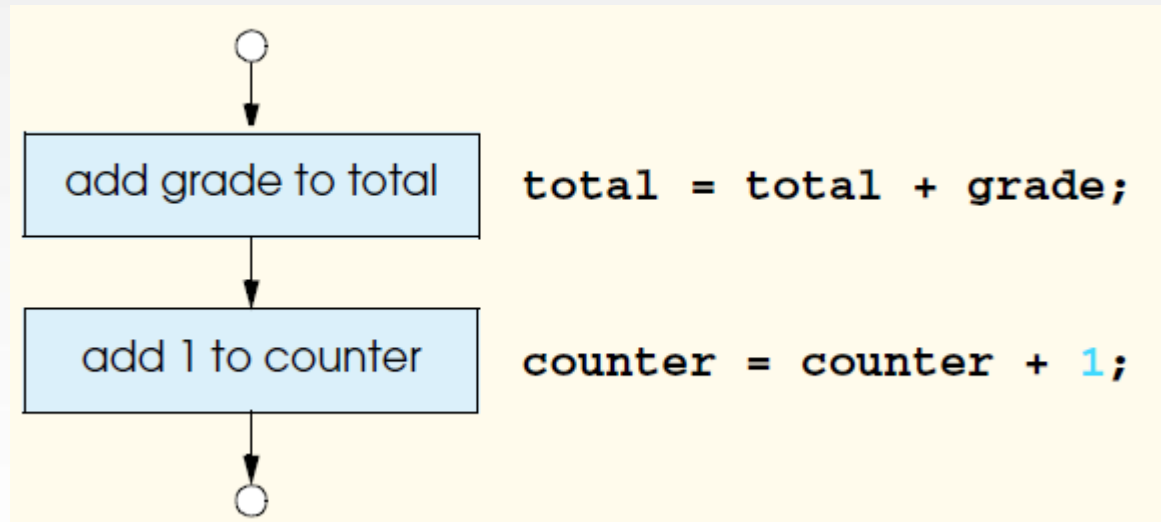 add grade to total
total = total + grade;
add 1 to counter
counter = counter + 1;